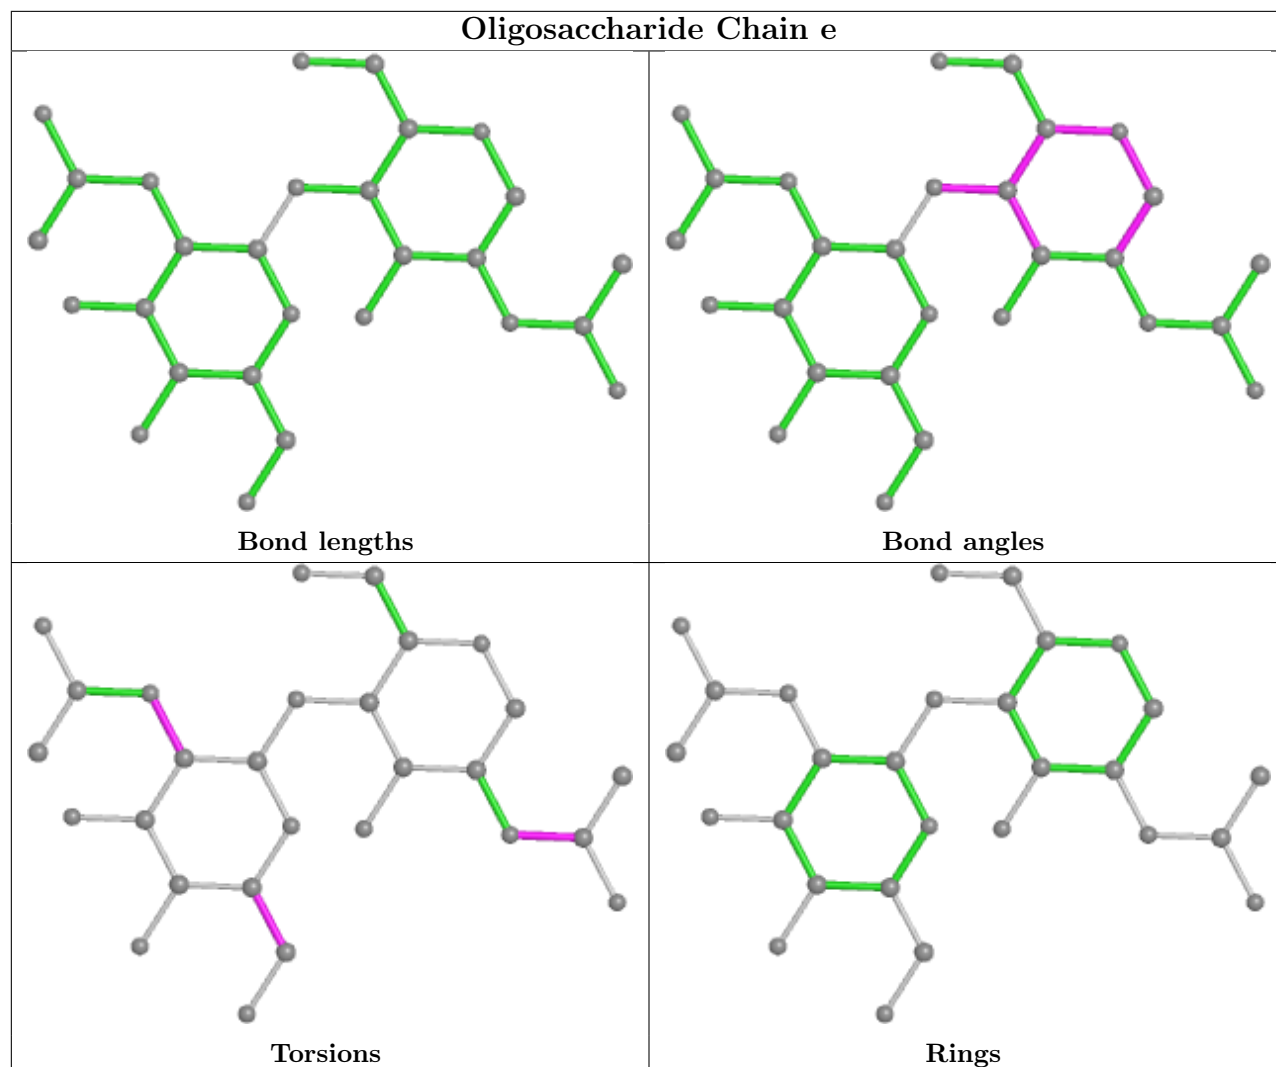 Oligosaccharide Chain e
Bond lengths
Bond angles
Torsions
Rings